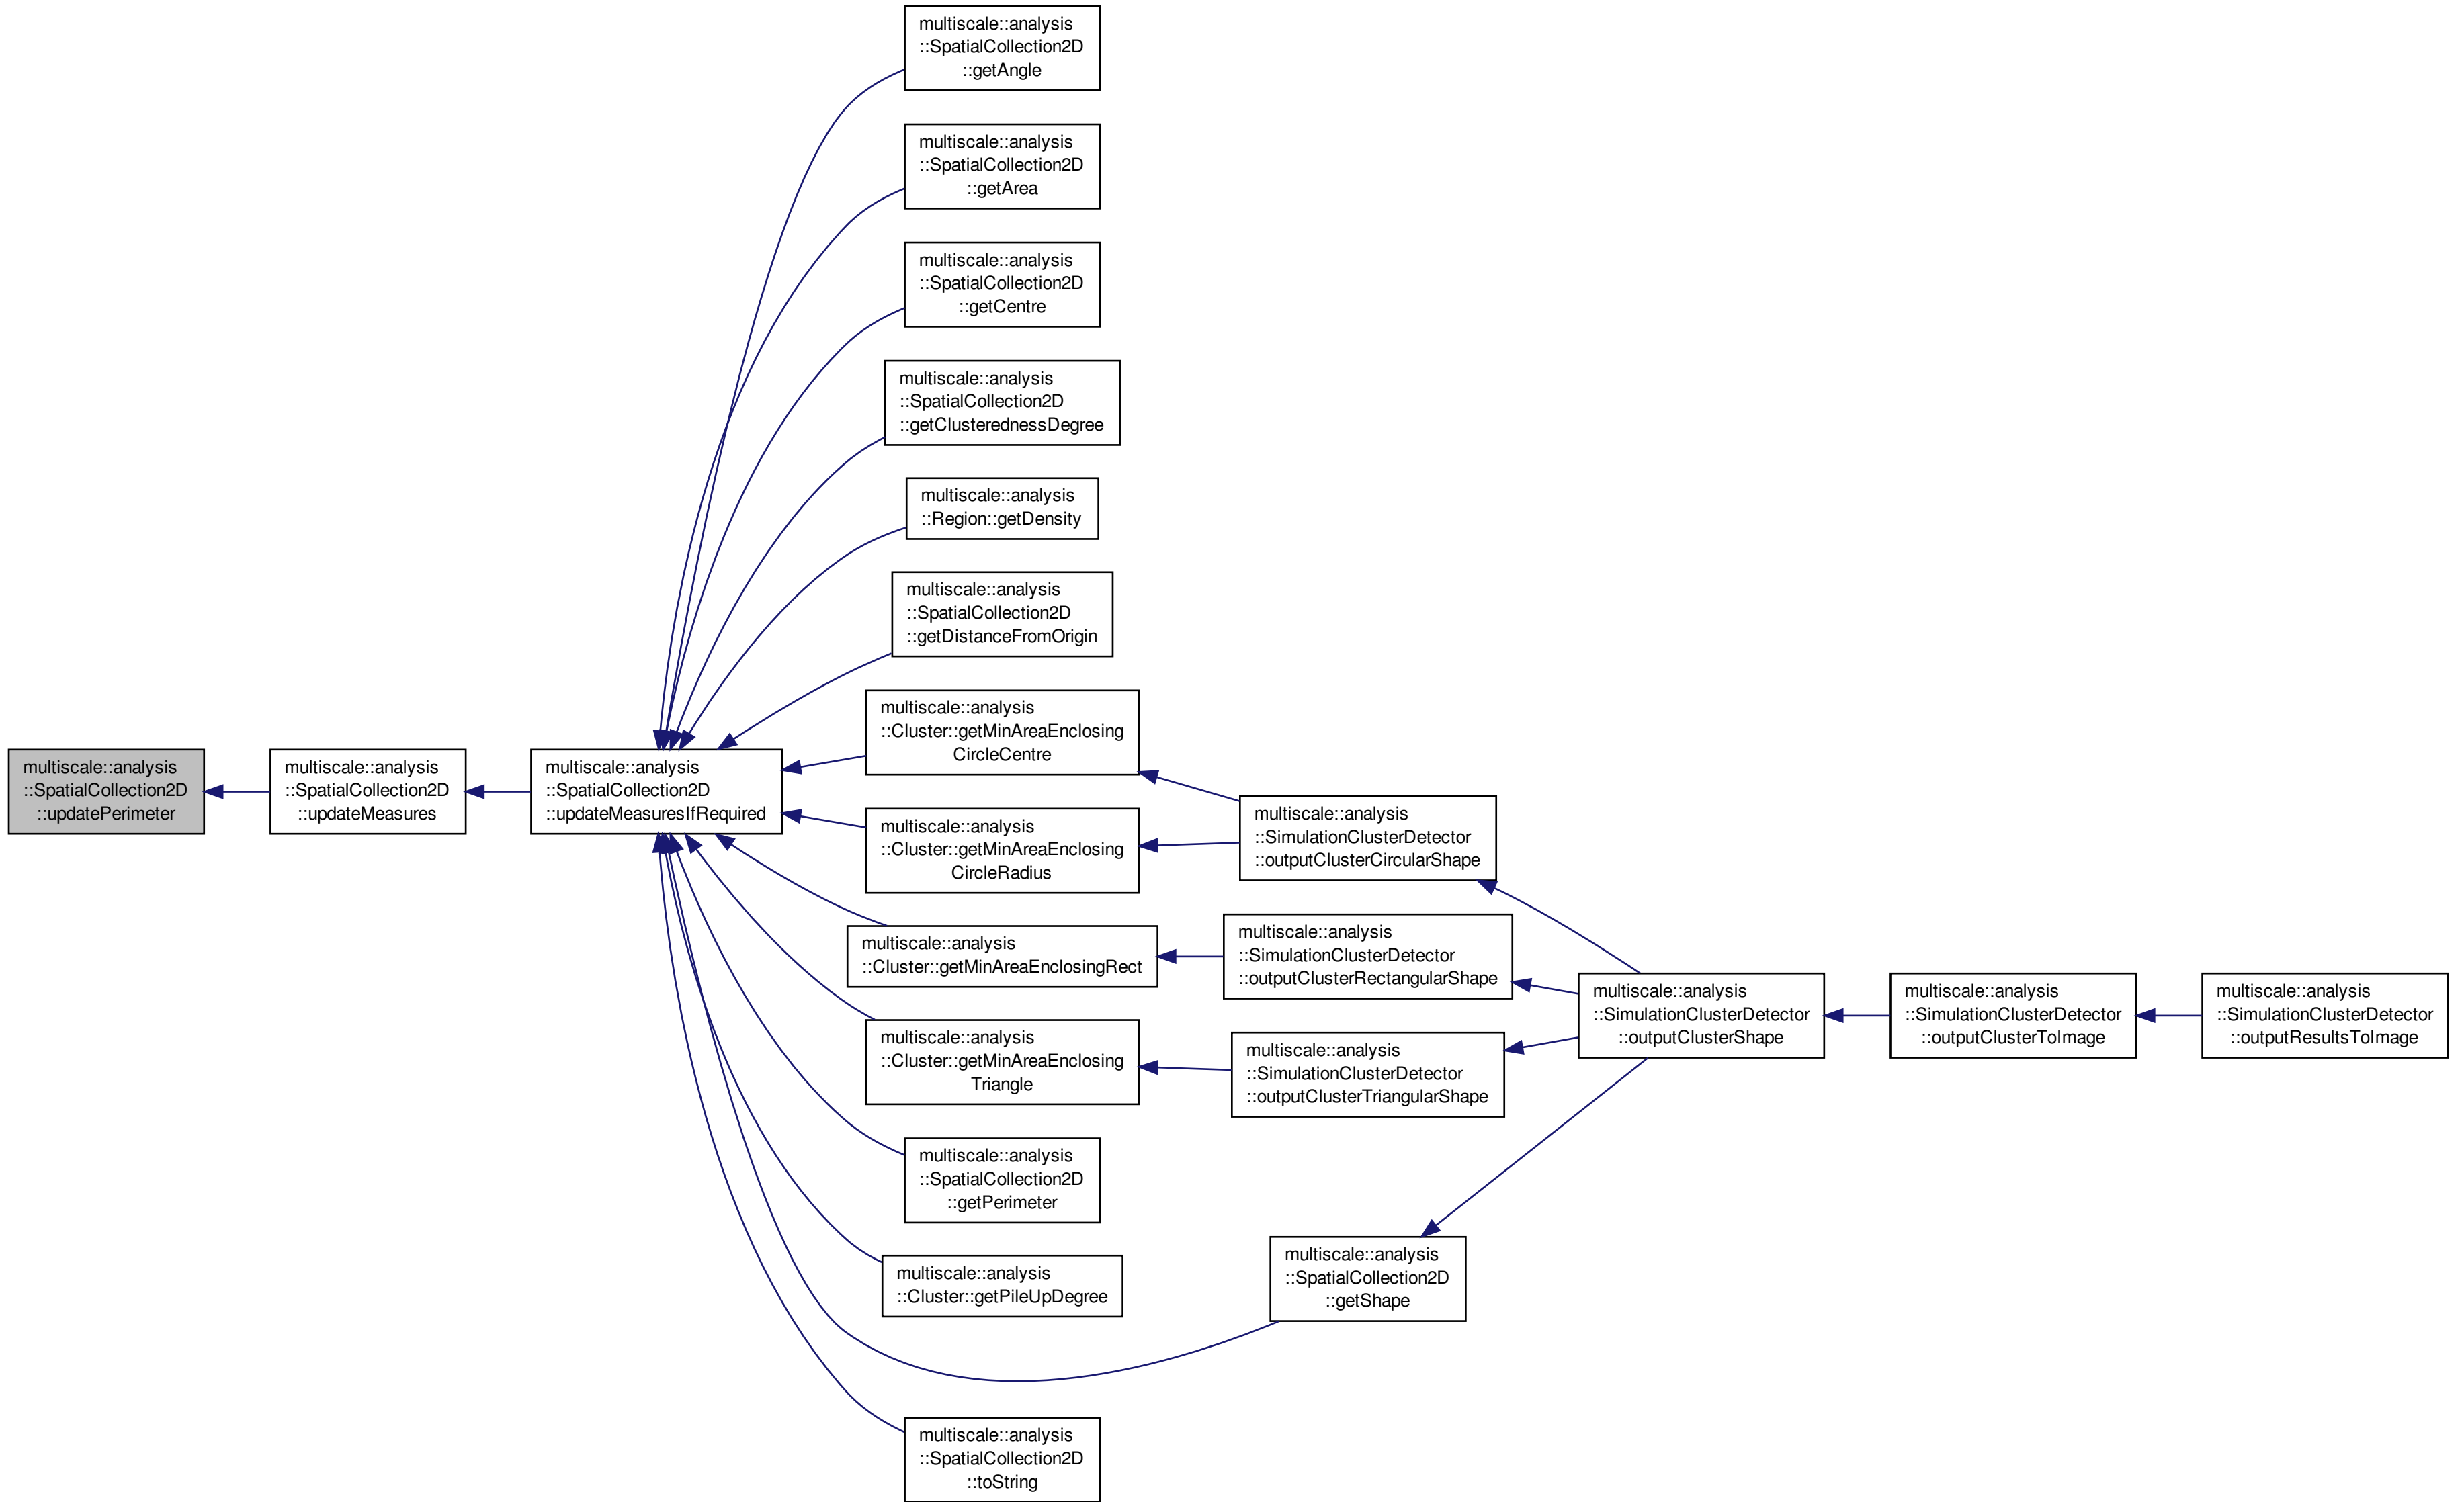 multiscale::analysis
::SpatialCollection2D
::getAngle
multiscale::analysis
::SpatialCollection2D
::getArea
multiscale::analysis
::SpatialCollection2D
::getCentre
multiscale::analysis
::SpatialCollection2D
::getClusterednessDegree
multiscale::analysis
::Region::getDensity
multiscale::analysis
::SpatialCollection2D
::getDistanceFromOrigin
multiscale::analysis
::SpatialCollection2D
::updatePerimeter
multiscale::analysis
::SpatialCollection2D
::updateMeasures
multiscale::analysis
::SpatialCollection2D
::updateMeasuresIfRequired
multiscale::analysis
::Cluster::getMinAreaEnclosing
CircleCentre
multiscale::analysis
::Cluster::getMinAreaEnclosing
CircleRadius
multiscale::analysis
::SimulationClusterDetector
::outputClusterCircularShape
multiscale::analysis
::Cluster::getMinAreaEnclosingRect
multiscale::analysis
::SimulationClusterDetector
::outputClusterRectangularShape
multiscale::analysis
::SimulationClusterDetector
::outputClusterShape
multiscale::analysis
::SimulationClusterDetector
::outputClusterToImage
multiscale::analysis
::SimulationClusterDetector
::outputResultsToImage
multiscale::analysis
::Cluster::getMinAreaEnclosing
Triangle
multiscale::analysis
::SimulationClusterDetector
::outputClusterTriangularShape
multiscale::analysis
::SpatialCollection2D
::getPerimeter
multiscale::analysis
::Cluster::getPileUpDegree
multiscale::analysis
::SpatialCollection2D
::getShape
multiscale::analysis
::SpatialCollection2D
::toString